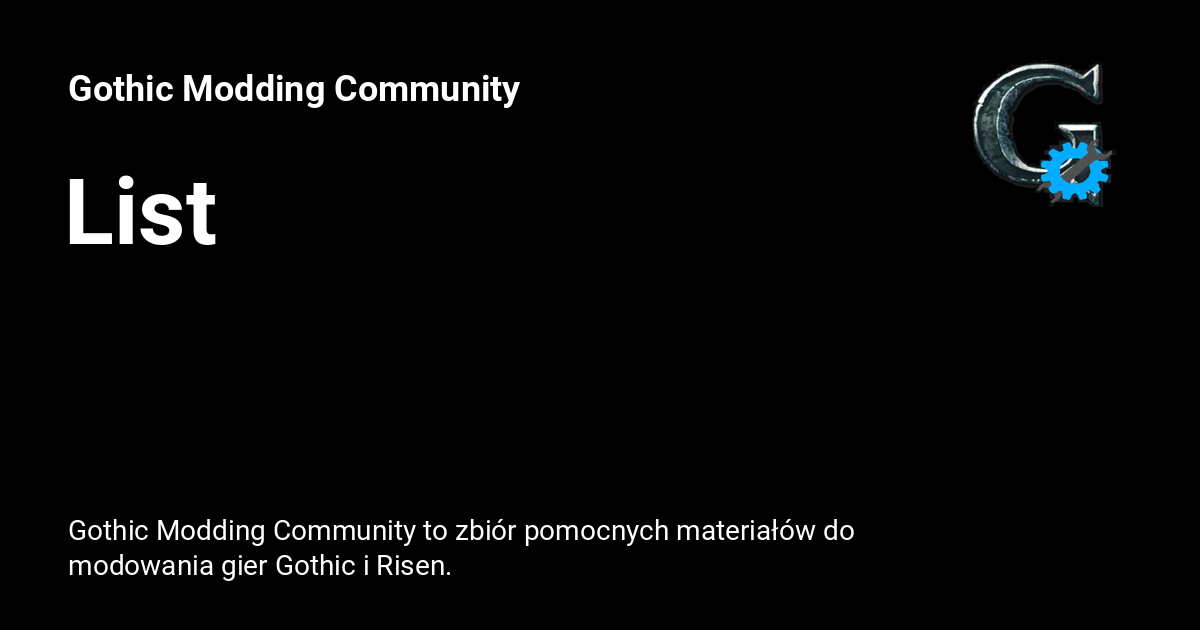 Gothic Modding Community
List
Gothic Modding Community to zbiór pomocnych materiałów do
modowania gier Gothic i Risen.